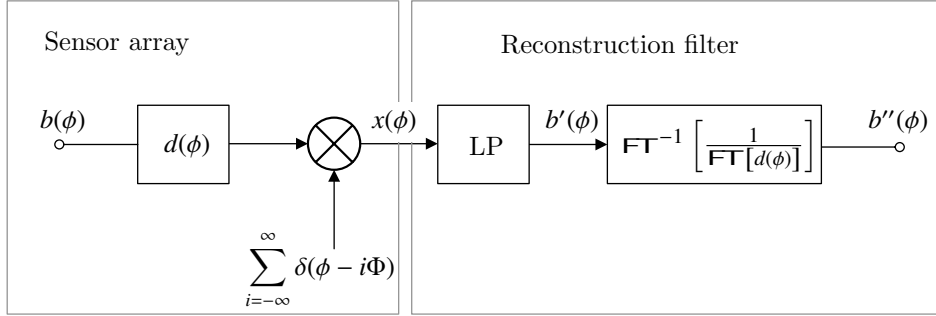 Sensor array
Reconstruction filter
b(ϕ)
d(ϕ)
x(ϕ)
LP
b′(ϕ)
FT⁻¹ [1 / FT[d(ϕ)]]
b′′(ϕ)
∑_{i=−∞}^{∞} δ(ϕ − iΦ)